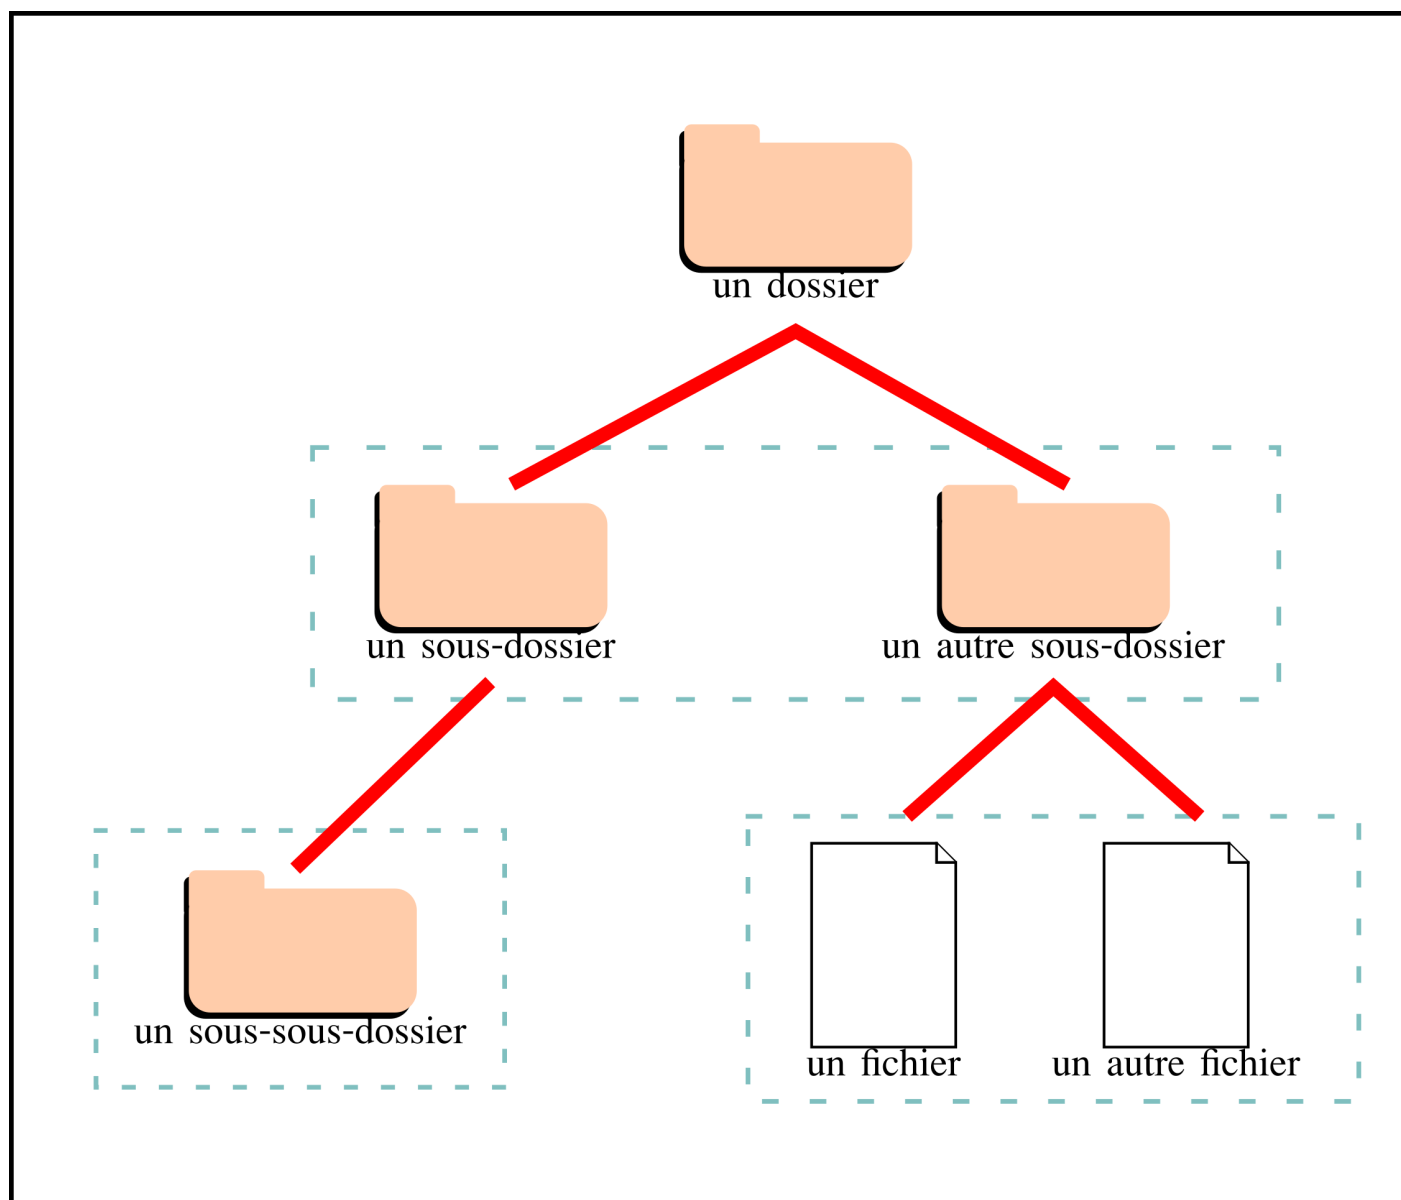 un dossier
un sous-dossier
un autre sous-dossier
un sous-sous-dossier
un fichier
un autre fichier